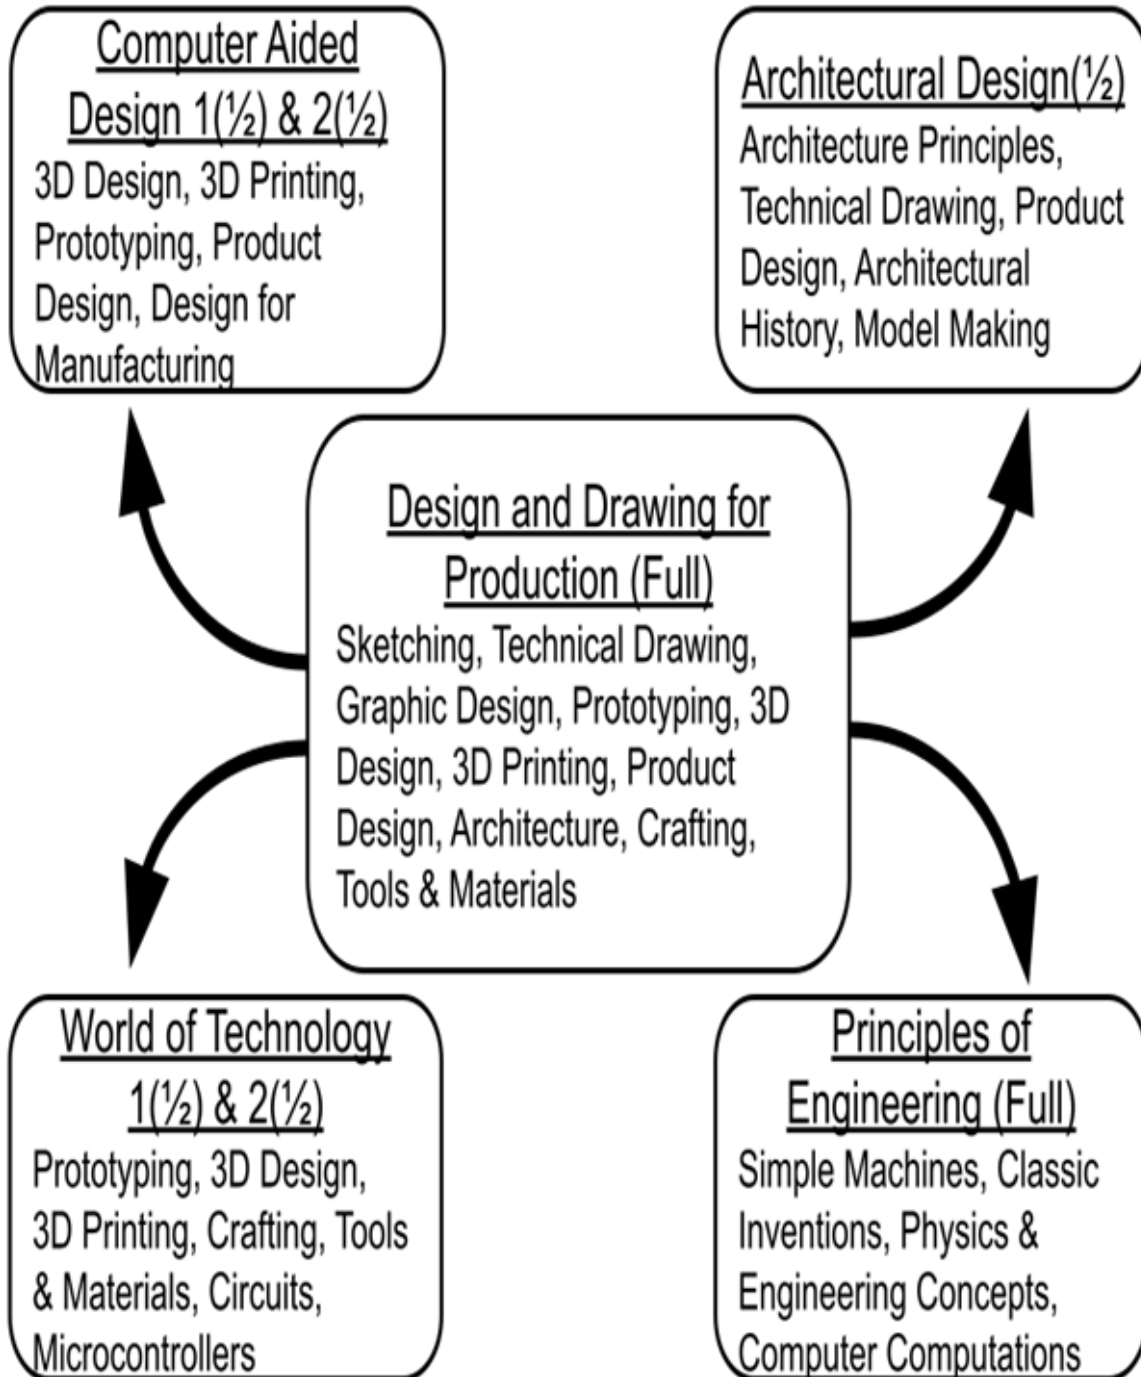 Computer Aided
Design 1(½) & 2(½)
3D Design, 3D Printing,
Prototyping, Product
Design, Design for
Manufacturing
Architectural Design(½)
Architecture Principles,
Technical Drawing, Product
Design, Architectural
History, Model Making
Design and Drawing for
Production (Full)
Sketching, Technical Drawing,
Graphic Design, Prototyping, 3D
Design, 3D Printing, Product
Design, Architecture, Crafting,
Tools & Materials
World of Technology
1(½) & 2(½)
Prototyping, 3D Design,
3D Printing, Crafting, Tools
& Materials, Circuits,
Microcontrollers
Principles of
Engineering (Full)
Simple Machines, Classic
Inventions, Physics &
Engineering Concepts,
Computer Computations